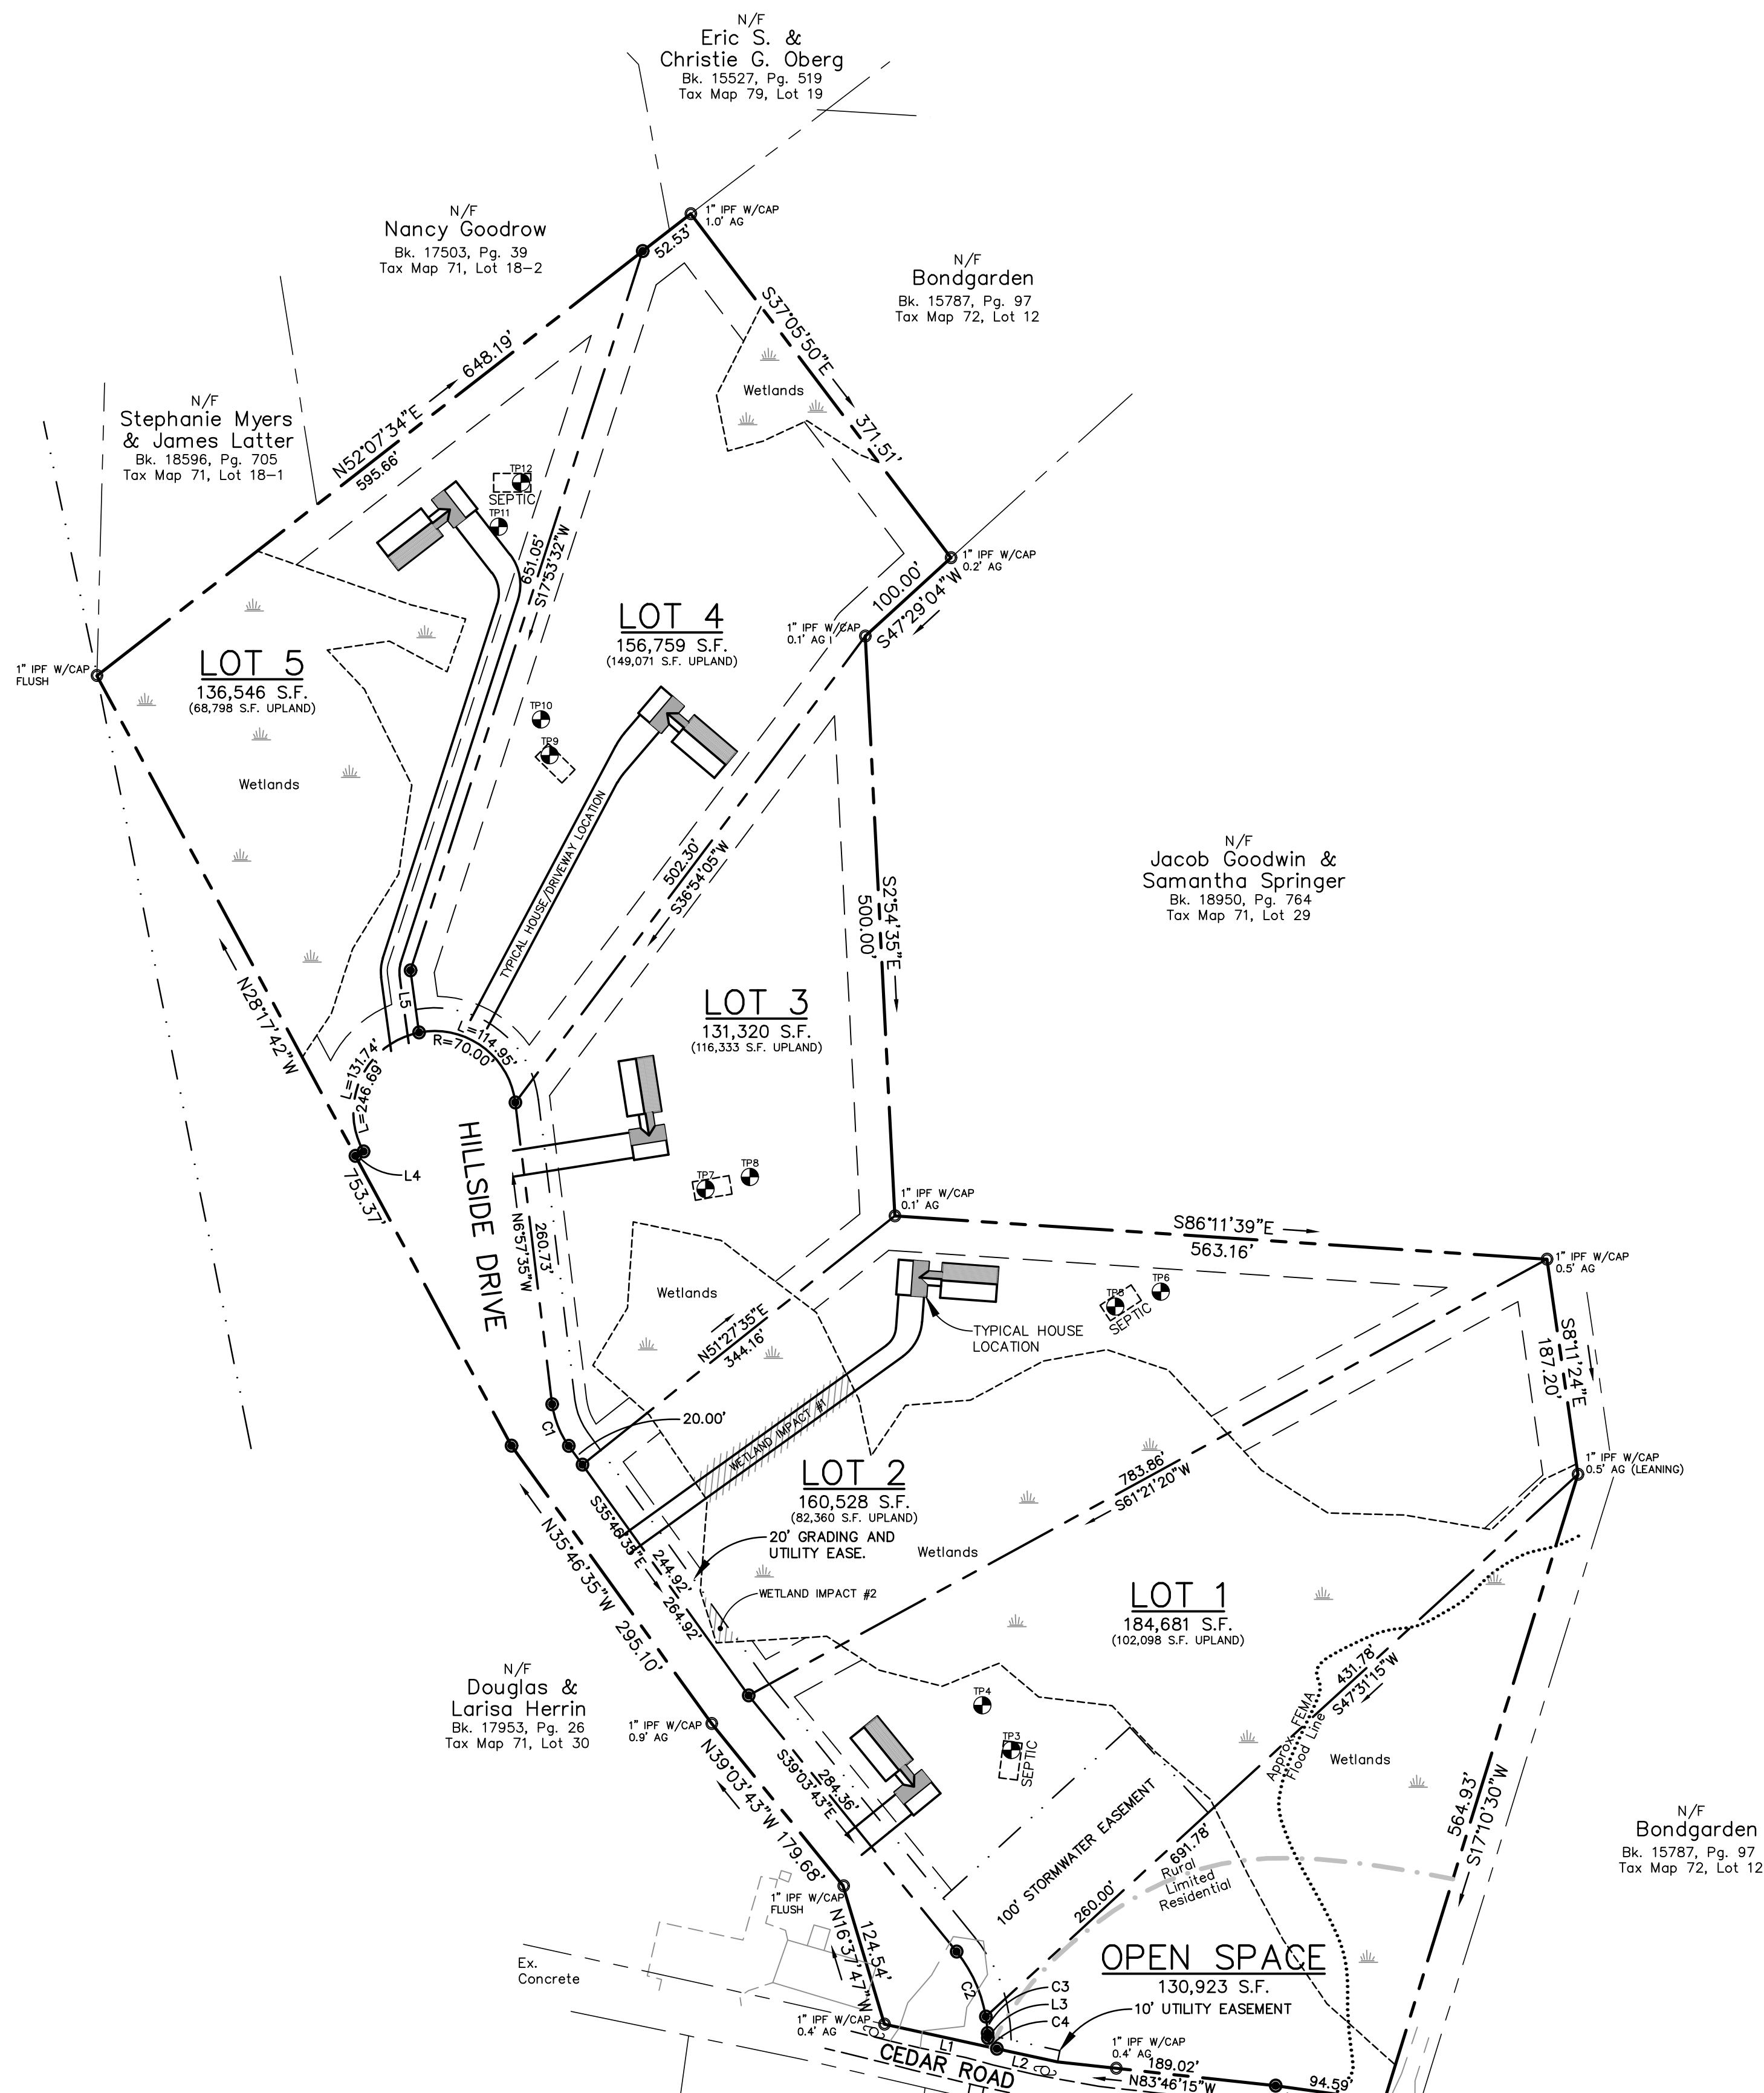 N/F
Eric S. &
Christie G. Oberg
Bk. 15527, Pg. 519
Tax Map 79, Lot 19
N/F
Nancy Goodrow
Bk. 17503, Pg. 39
Tax Map 71, Lot 18-2
1" IPF W/CAP
1.0' AG
52.53'
N/F
Bondgarden
Bk. 15787, Pg. 97
Tax Map 72, Lot 12
S37°05'50"E
371.51'
Wetlands
N/F
Stephanie Myers
& James Latter
Bk. 18596, Pg. 705
Tax Map 71, Lot 18-1
N52°07'34"E
648.19'
595.66'
TP12
SEPTIC
TP11
651.05'
S17°53'32"W
1" IPF W/CAP
0.2' AG
100.00'
S47°29'04"W
1" IPF W/CAP
0.1' AG
LOT 4
156,759 S.F.
(149,071 S.F. UPLAND)
LOT 5
136,546 S.F.
(68,798 S.F. UPLAND)
1" IPF W/CAP
FLUSH
Wetlands
TP10
TP9
TYPICAL HOUSE/DRIVEWAY LOCATION
502.30'
S36°54'05"W
S2°54'35"E
500.00'
N/F
Jacob Goodwin &
Samantha Springer
Bk. 18950, Pg. 764
Tax Map 71, Lot 29
N28°17'42"W
753.37'
L5
L=114.95'
R=70.00'
L=131.74'
L=246.69'
L4
LOT 3
131,320 S.F.
(116,333 S.F. UPLAND)
HILLSIDE DRIVE
N6°57'35"W
260.73'
TP7
TP8
1" IPF W/CAP
0.1' AG
S86°11'39"E
563.16'
1" IPF W/CAP
0.5' AG
Wetlands
N51°27'35"E
344.16'
TP5
TP6
SEPTIC
TYPICAL HOUSE
LOCATION
S8°11'24"E
187.20'
C1
20.00'
WETLAND IMPACT #1
LOT 2
160,528 S.F.
(82,360 S.F. UPLAND)
783.86'
S61°21'20"W
1" IPF W/CAP
0.5' AG (LEANING)
S35°46'35"E
244.92'
264.92'
20' GRADING AND
UTILITY EASE.
Wetlands
WETLAND IMPACT #2
N35°46'35"W
295.10'
LOT 1
184,681 S.F.
(102,098 S.F. UPLAND)
N/F
Douglas &
Larisa Herrin
Bk. 17953, Pg. 26
Tax Map 71, Lot 30
1" IPF W/CAP
0.9' AG
431.78'
S47°31'15"W
Approx. FEMA
Flood Line
Wetlands
TP4
TP3
SEPTIC
N39°03'43"W
179.68'
S39°03'43"E
284.36'
100' STORMWATER EASEMENT
691.78'
260.00'
Rural
Limited
Residential
564.93'
S17°10'30"W
N/F
Bondgarden
Bk. 15787, Pg. 97
Tax Map 72, Lot 12
1" IPF W/CAP
FLUSH
N16°37'47"W
124.54'
Ex.
Concrete
OPEN SPACE
130,923 S.F.
C2
C3
L3
C4
10' UTILITY EASEMENT
1" IPF W/CAP
0.4' AG
L1
L2
CEDAR ROAD
1" IPF W/CAP
0.4' AG
189.02'
N83°46'15"W
94.59'